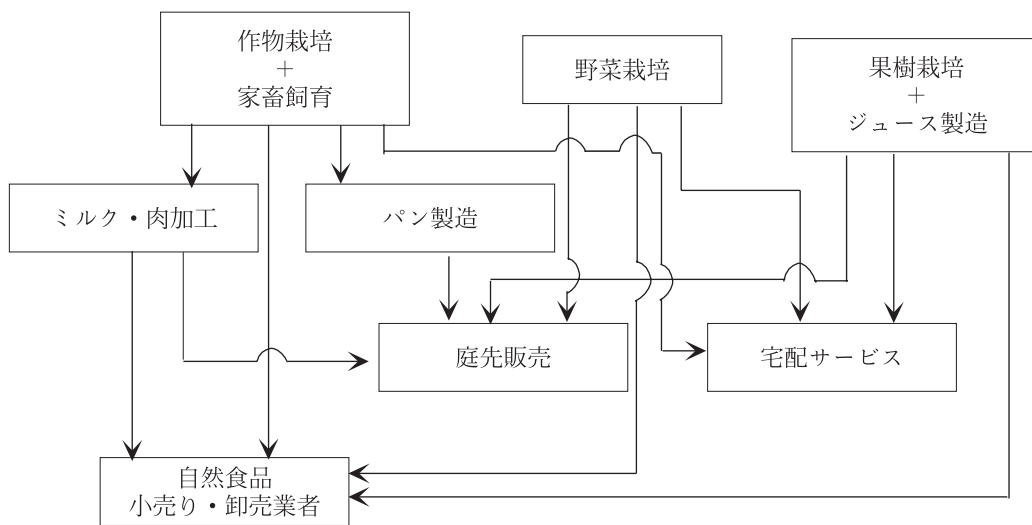 作物栽培
＋
家畜飼育
野菜栽培
果樹栽培
＋
ジュース製造
ミルク・肉加工
パン製造
庭先販売
宅配サービス
自然食品
小売り・卸売業者